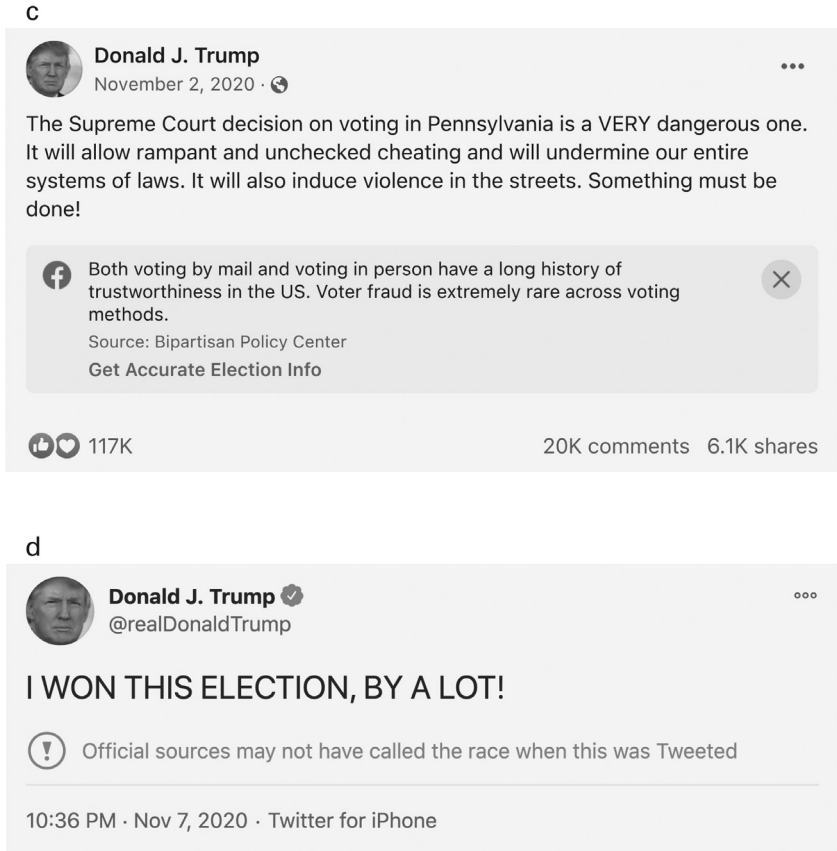 c
Donald J. Trump
November 2, 2020 ·
The Supreme Court decision on voting in Pennsylvania is a VERY dangerous one.
It will allow rampant and unchecked cheating and will undermine our entire
systems of laws. It will also induce violence in the streets. Something must be
done!
Both voting by mail and voting in person have a long history of
trustworthiness in the US. Voter fraud is extremely rare across voting
methods.
Source: Bipartisan Policy Center
Get Accurate Election Info
117K 20K comments 6.1K shares
d
Donald J. Trump
@realDonaldTrump
I WON THIS ELECTION, BY A LOT!
Official sources may not have called the race when this was Tweeted
10:36 PM · Nov 7, 2020 · Twitter for iPhone